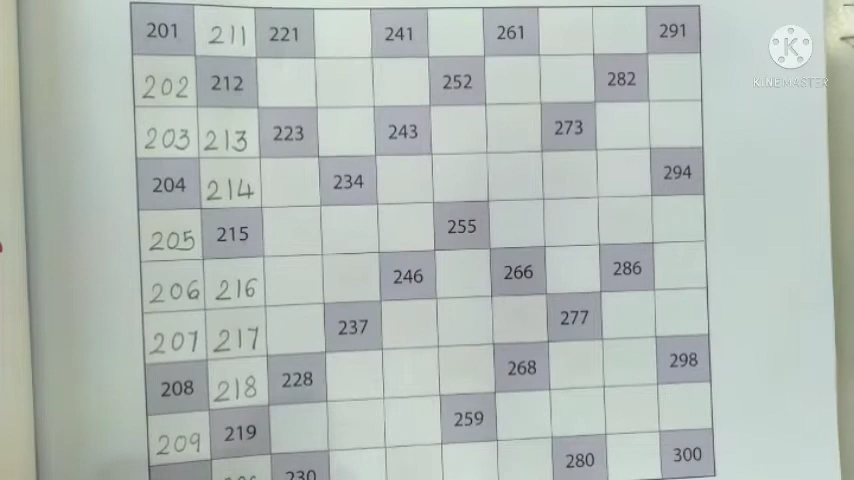 201 211 221 241 261 291
K
KINEMASTER
202 212 252 282
203 213 223 243 273
204 214 234 294
205 215 255
206 216 246 266 286
207 217 237 277
208 218 228 268 298
209 219 259
230 280 300